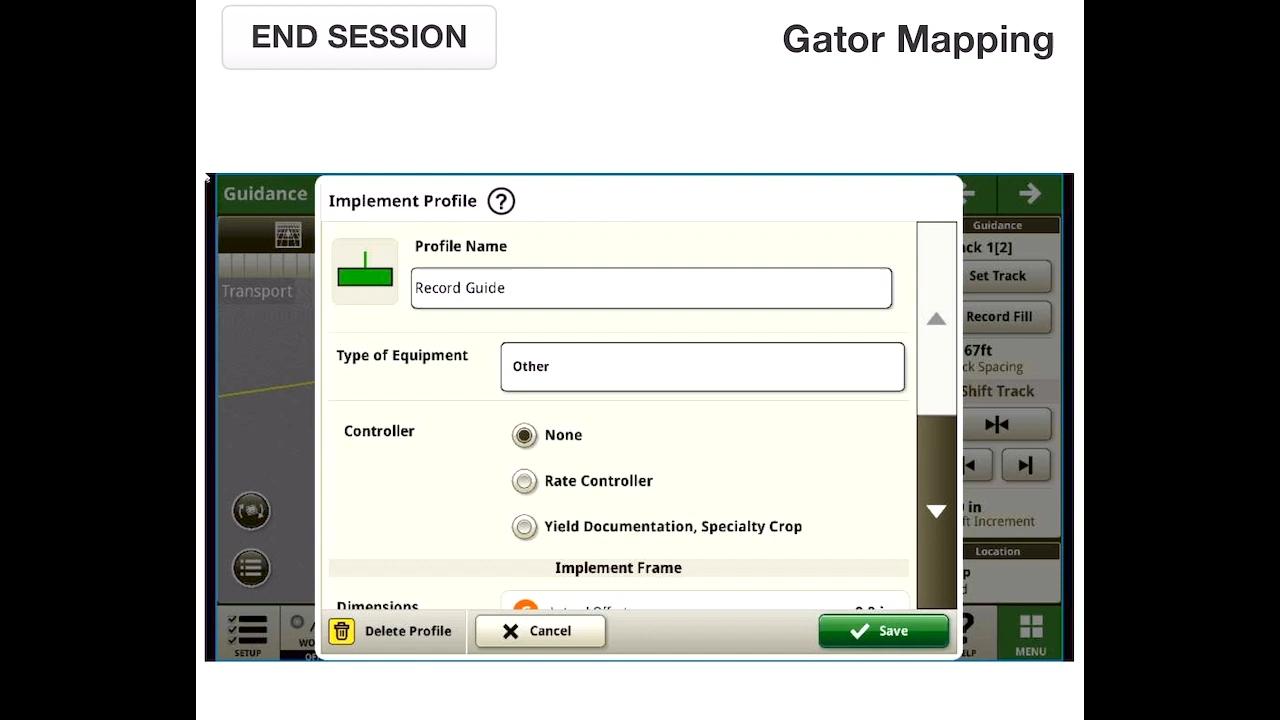 END SESSION
Gator Mapping
Guidance
Implement Profile
?
Guidance
Profile Name
Record Guide
ck 1[2]
Set Track
Transport
Record Fill
Type of Equipment
Other
67ft
ck Spacing
Shift Track
Controller
None
Rate Controller
in
ft Increment
Yield Documentation, Specialty Crop
Location
Implement Frame
Dimensions
Delete Profile
Cancel
Save
SETUP
MENU